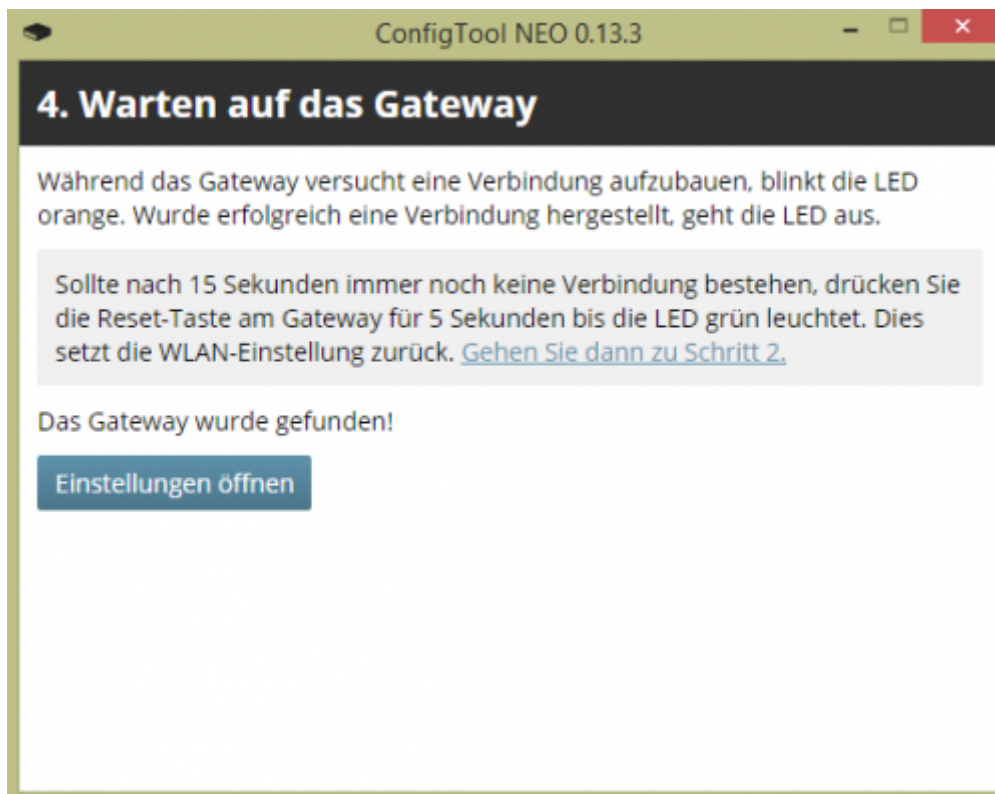 ConfigTool NEO 0.13.3
4. Warten auf das Gateway
Während das Gateway versucht eine Verbindung aufzubauen, blinkt die LED
orange. Wurde erfolgreich eine Verbindung hergestellt, geht die LED aus.
Sollte nach 15 Sekunden immer noch keine Verbindung bestehen, drücken Sie
die Reset-Taste am Gateway für 5 Sekunden bis die LED grün leuchtet. Dies
setzt die WLAN-Einstellung zurück. Gehen Sie dann zu Schritt 2.
Das Gateway wurde gefunden!
Einstellungen öffnen